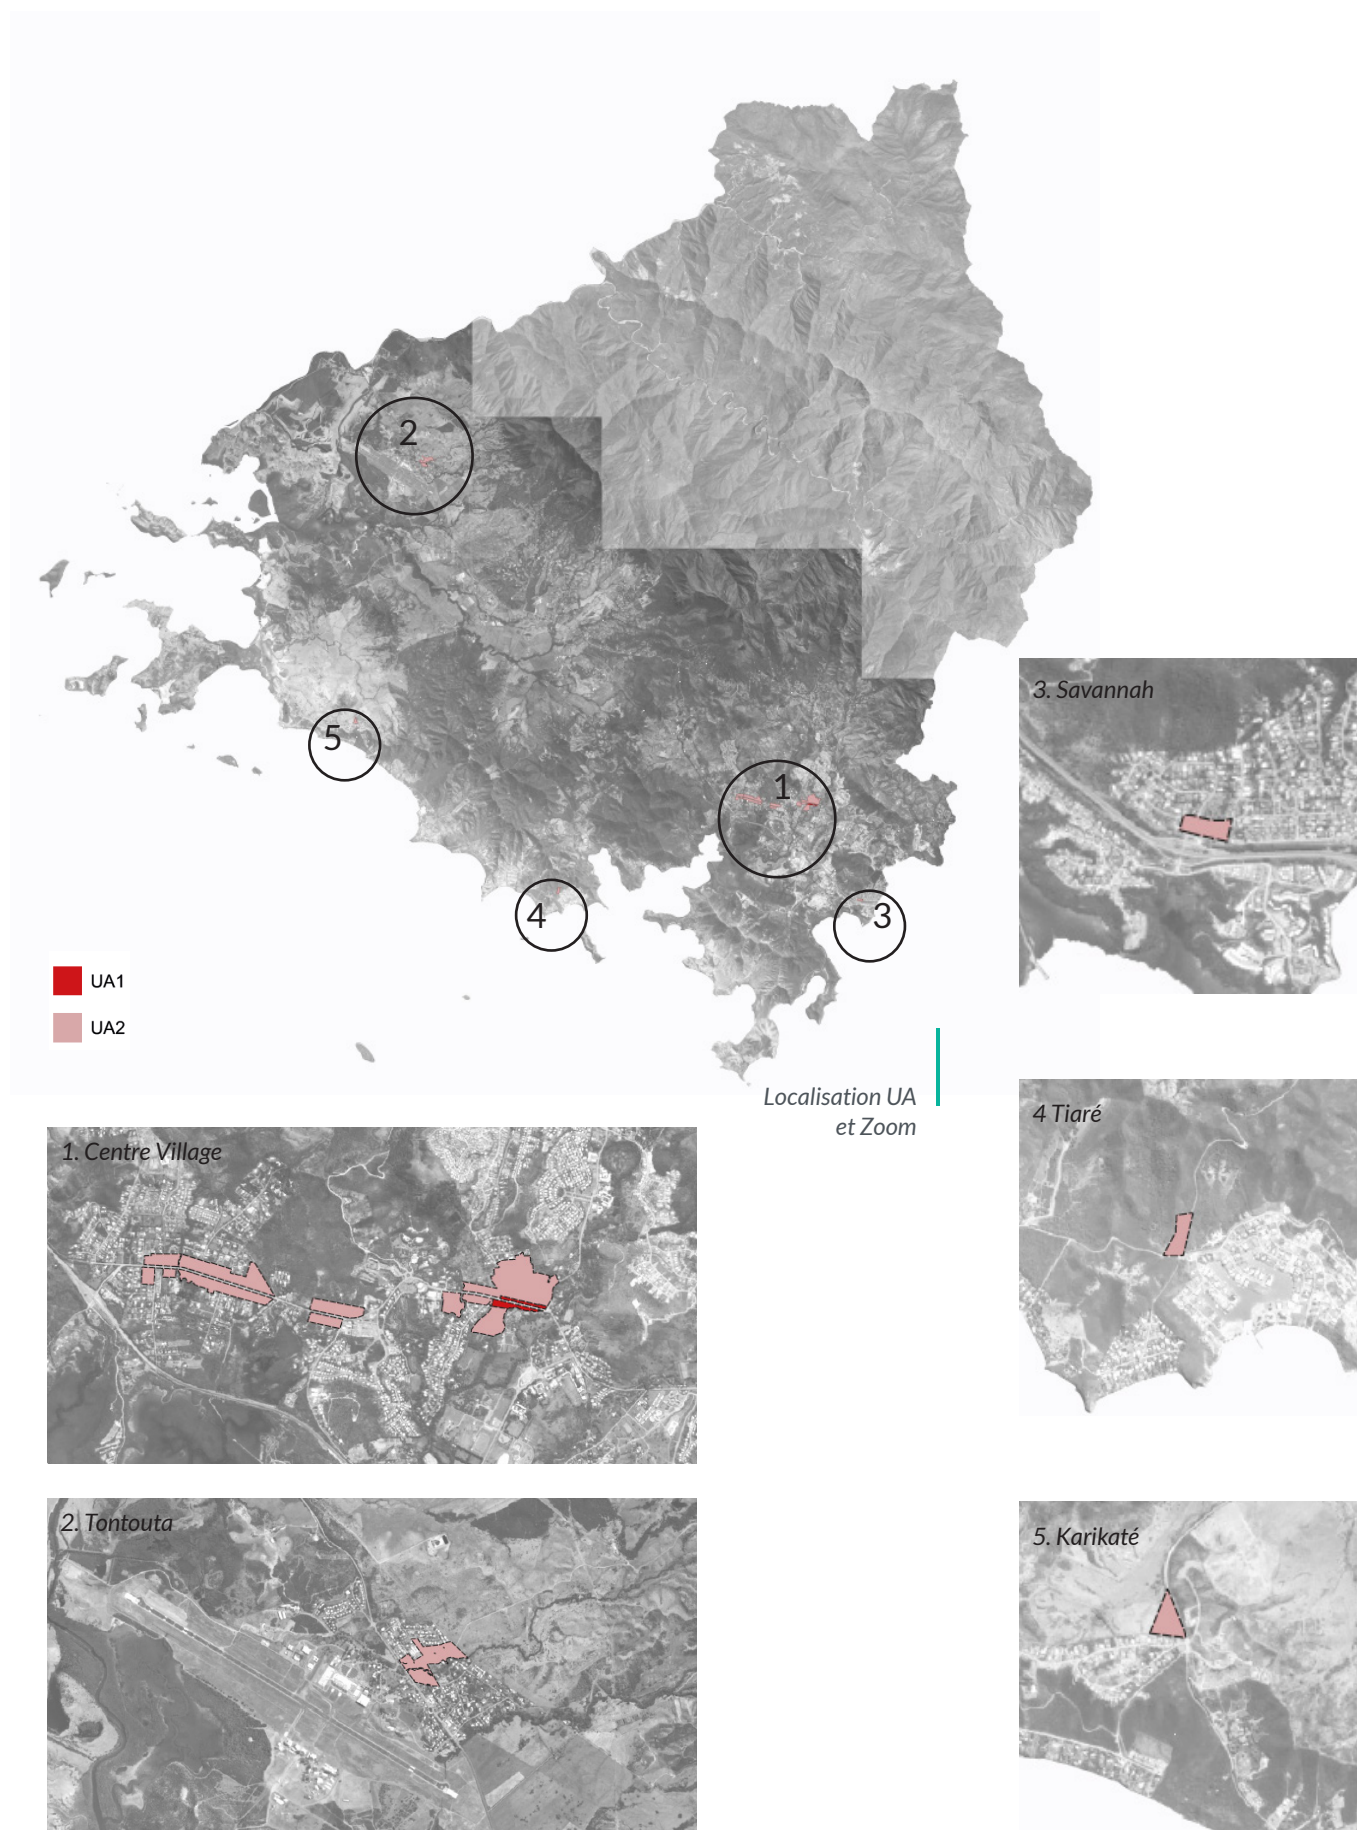 2
5
1
4
3
UA1
UA2
Localisation UA
et Zoom
3. Savannah
4 Tiaré
5. Karikaté
1. Centre Village
2. Tontouta